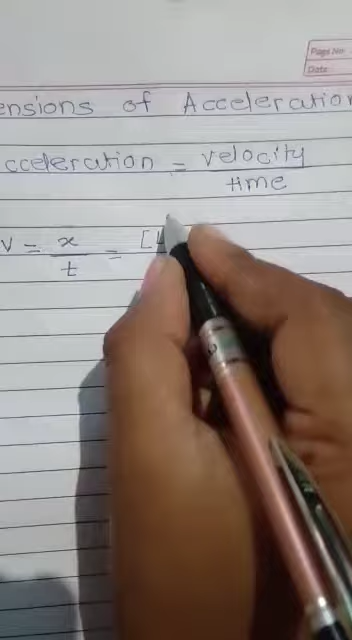 Page No:
Date:
ensions of Acceleration
cceleration = velocity
time
v = x/t = [L